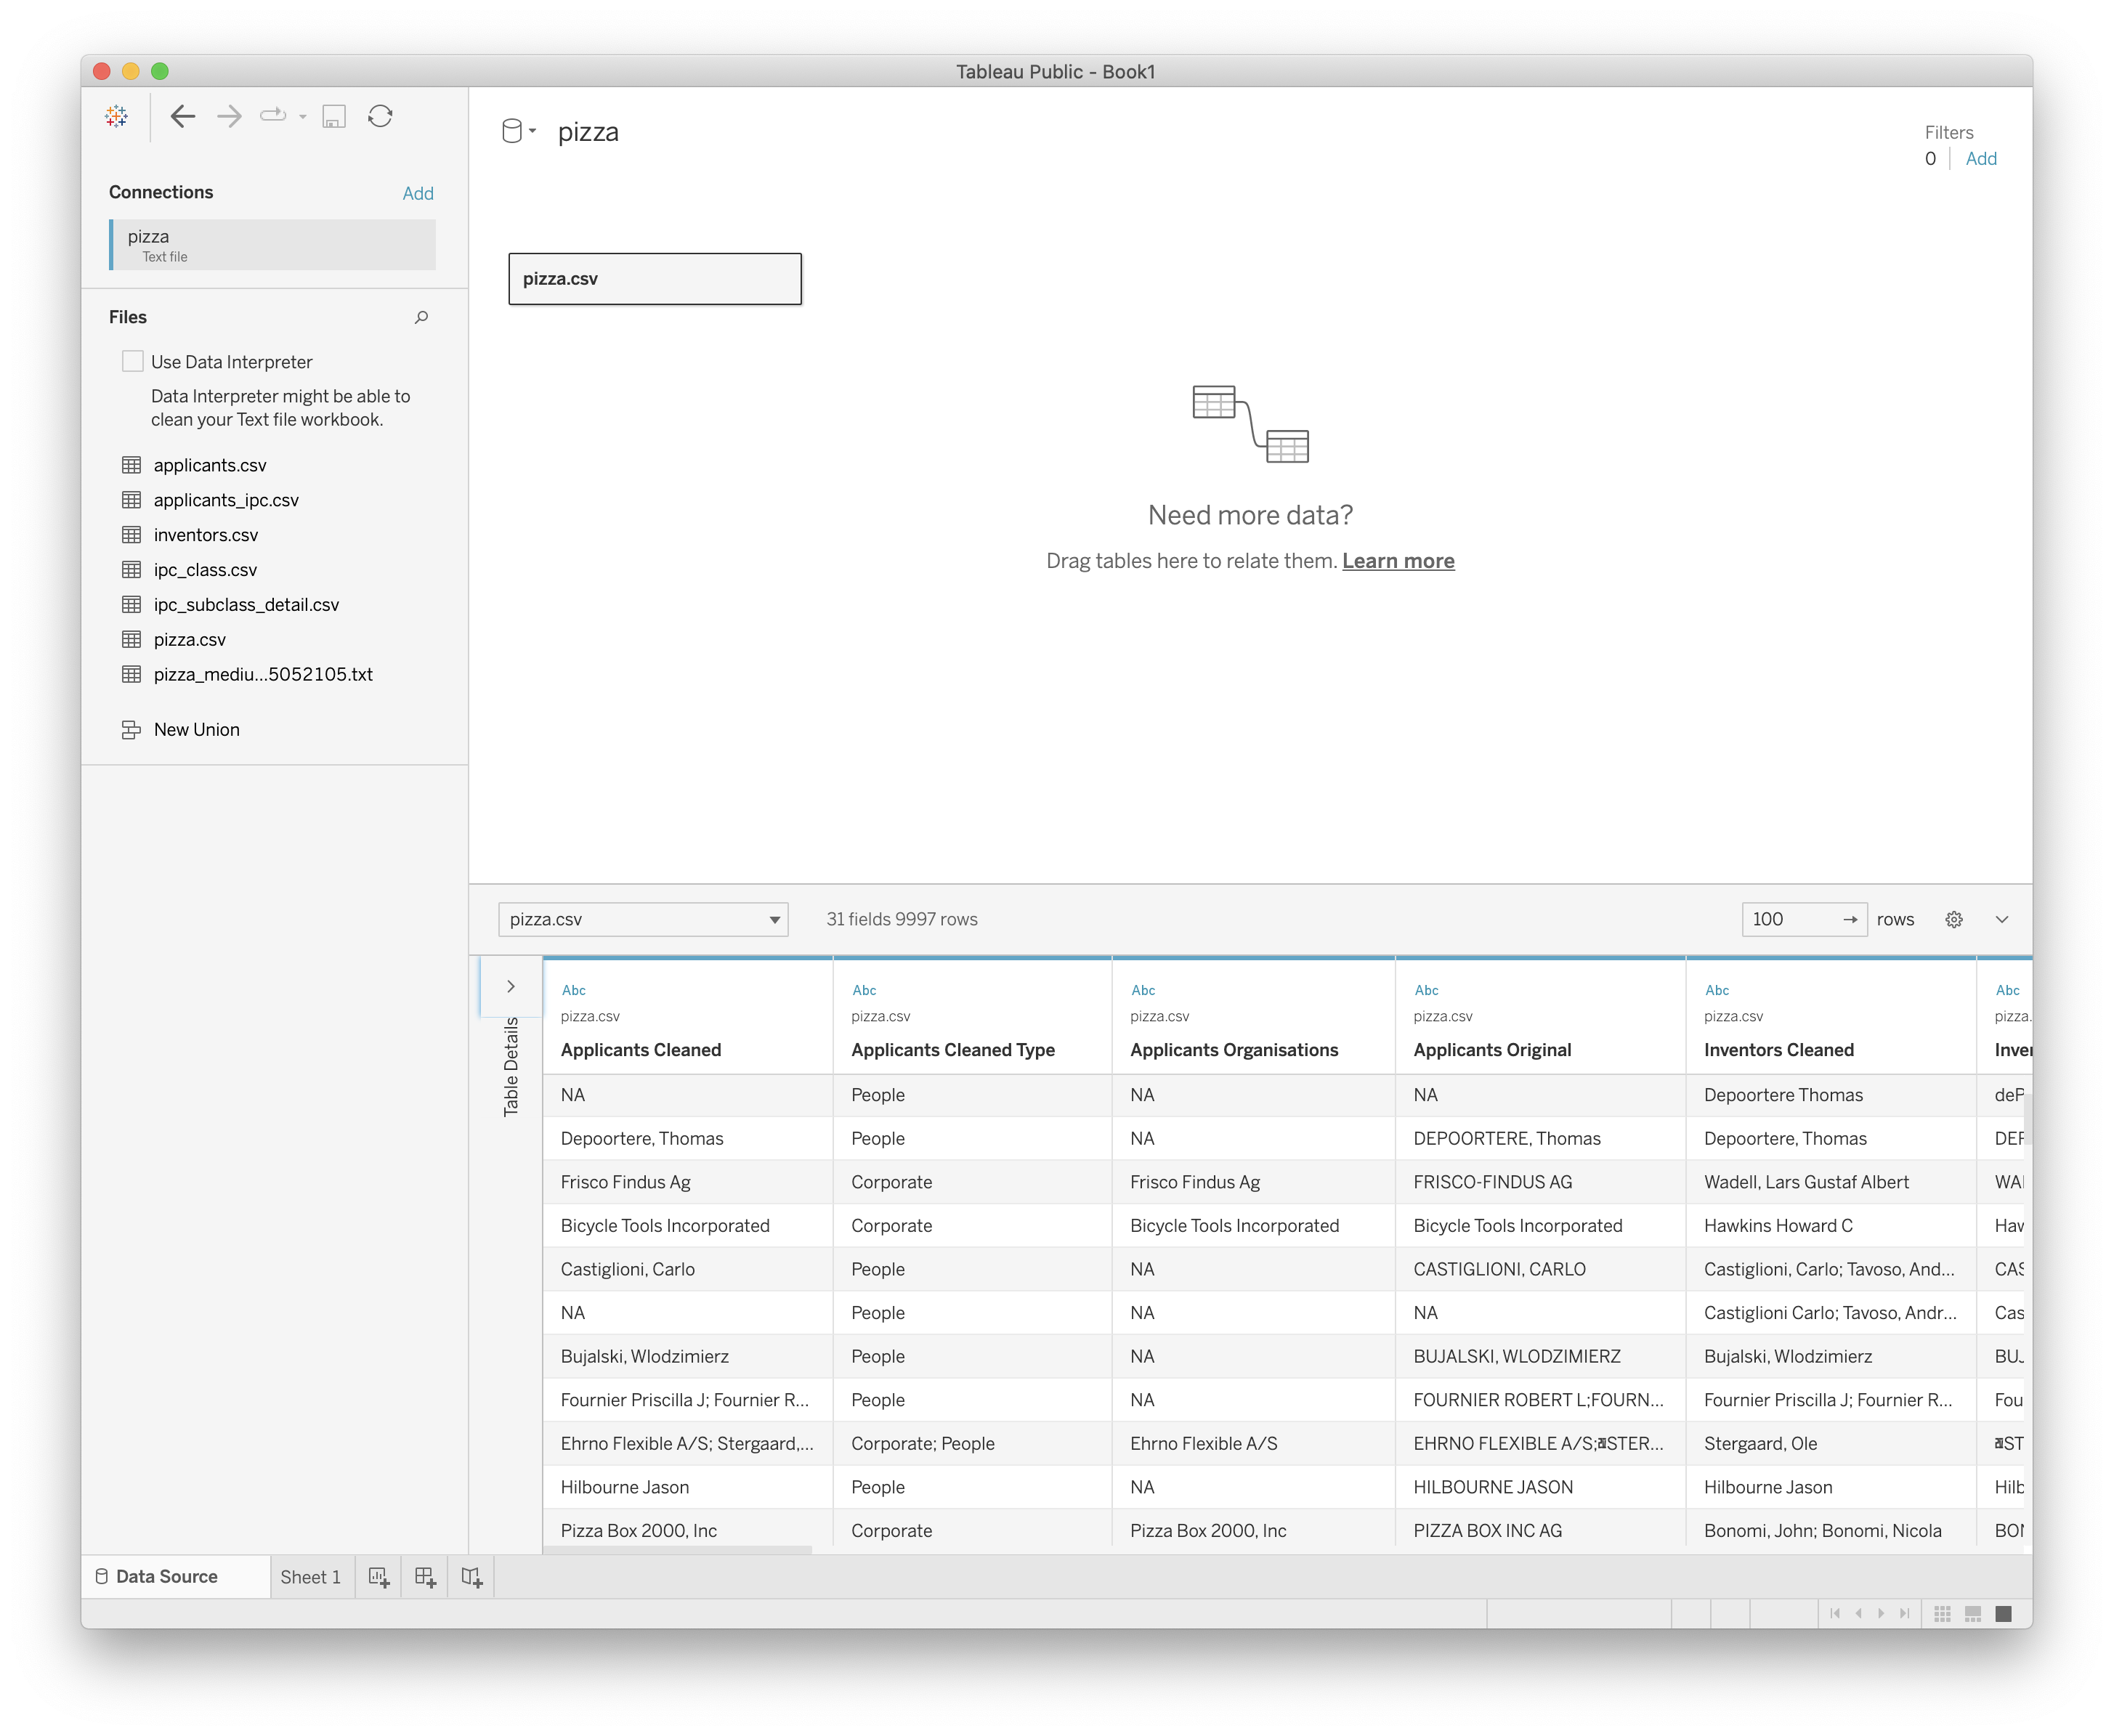 Tableau Public - Book1
Connections Add
pizza
Text file
Files
Use Data Interpreter
Data Interpreter might be able to
clean your Text file workbook.
applicants.csv
applicants_ipc.csv
inventors.csv
ipc_class.csv
ipc_subclass_detail.csv
pizza.csv
pizza_mediu...5052105.txt
New Union
pizza
Filters
0 Add
pizza.csv
Need more data?
Drag tables here to relate them. Learn more
pizza.csv 31 fields 9997 rows 100 → rows
Table Details
Abc Abc Abc Abc Abc Abc
pizza.csv pizza.csv pizza.csv pizza.csv pizza.csv pizza.
Applicants Cleaned Applicants Cleaned Type Applicants Organisations Applicants Original Inventors Cleaned Inve
NA People NA NA Depoortere Thomas deP
Depoortere, Thomas People NA DEPOORTERE, Thomas Depoortere, Thomas DEF
Frisco Findus Ag Corporate Frisco Findus Ag FRISCO-FINDUS AG Wadell, Lars Gustaf Albert WA
Bicycle Tools Incorporated Corporate Bicycle Tools Incorporated Bicycle Tools Incorporated Hawkins Howard C Haw
Castiglioni, Carlo People NA CASTIGLIONI, CARLO Castiglioni, Carlo; Tavoso, And... CAS
NA People NA NA Castiglioni Carlo; Tavoso, Andr... Cas
Bujalski, Wlodzimierz People NA BUJALSKI, WLODZIMIERZ Bujalski, Wlodzimierz BUJ
Fournier Priscilla J; Fournier R... People NA FOURNIER ROBERT L;FOURN... Fournier Priscilla J; Fournier R... Fou
Ehrno Flexible A/S; Stergaard,... Corporate; People Ehrno Flexible A/S EHRNO FLEXIBLE A/S; STER... Stergaard, Ole ST
Hilbourne Jason People NA HILBOURNE JASON Hilbourne Jason Hilb
Pizza Box 2000, Inc Corporate Pizza Box 2000, Inc PIZZA BOX INC AG Bonomi, John; Bonomi, Nicola BON
Data Source Sheet 1